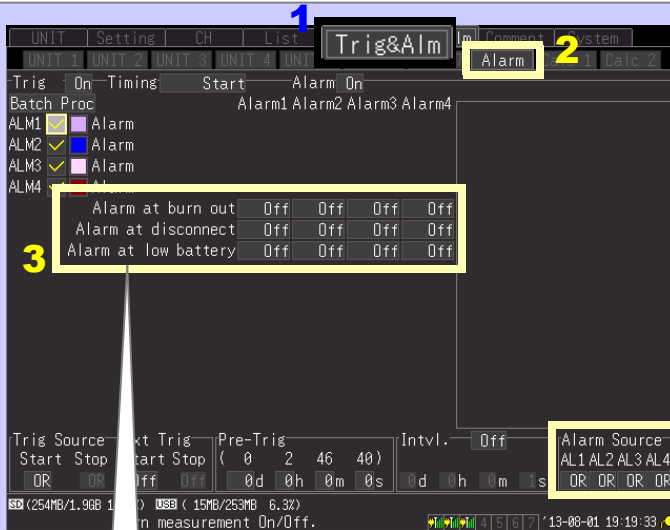 1
UNIT Setting CH List Trig&Alm Comment System
2
UNIT 1 UNIT 2 UNIT 3 UNIT 4 Alarm Calc 2
Trig On Timing Start Alarm On
Batch Proc Alarm1 Alarm2 Alarm3 Alarm4
ALM1 Alarm
ALM2 Alarm
ALM3 Alarm
ALM4 Alarm
3
Alarm at burn out Off Off Off Off
Alarm at disconnect Off Off Off Off
Alarm at low battery Off Off Off Off
Trig Source Ext Trig Pre-Trig Intvl. Off Alarm Source
Start Stop Start Stop ( 0 2 46 40) AL1 AL2 AL3 AL4
OR OR Off Off 0d 0h 0m 0s 0d 0h 0m 1s OR OR OR OR
SD (254MB/1.9GB USB ( 15MB/253MB 6.3%)
measurement On/Off. 4 5 6 7 '13-08-01 19:19:33